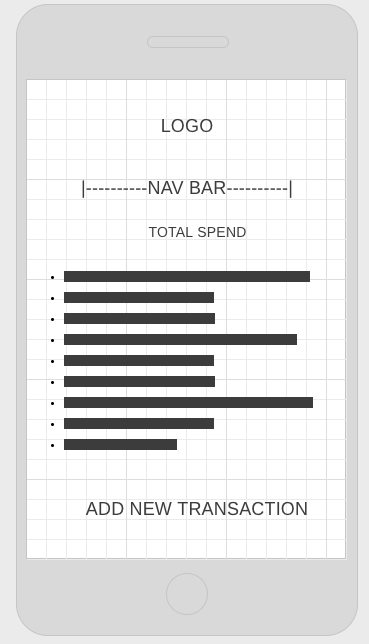 LOGO
|----------NAV BAR----------|
TOTAL SPEND
ADD NEW TRANSACTION